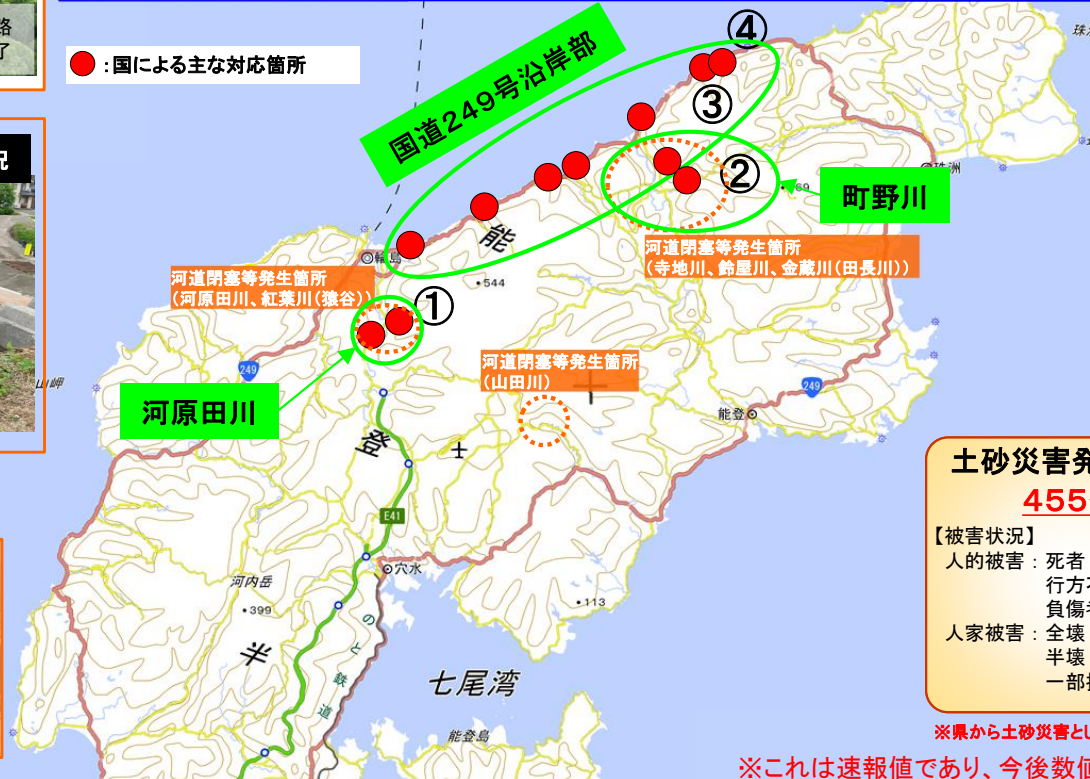 路
了
：国による主な対応箇所
況
国道249号沿岸部
④
③
②
町野川
珠洲
河道閉塞等発生箇所
（寺地川、鈴屋川、金蔵川（田長川））
輪島
能
・544
河道閉塞等発生箇所
（河原田川、紅葉川（猿谷））
①
249
河道閉塞等発生箇所
（山田川）
249
河原田川
能登
登
土砂災害発
455
【被害状況】
人的被害：死者
行方不
負傷者
人家被害：全壊
半壊
一部損
E41
穴水
河内岳
・399
・113
のと鉄道
半
七尾湾
能登島
※県から土砂災害とし
※これは速報値であり、今後数値